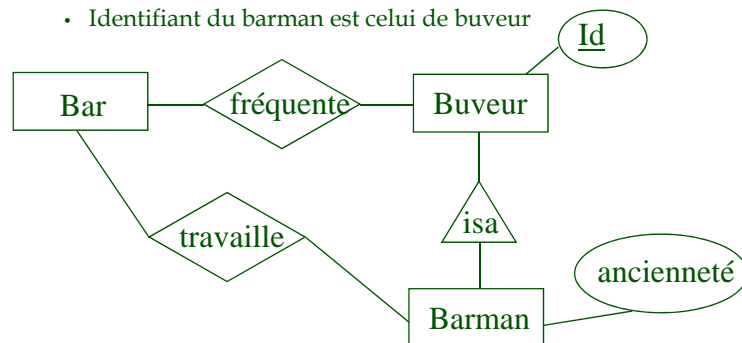 • Identifiant du barman est celui de buveur
Id
Bar
fréquente
Buveur
isa
travaille
ancienneté
Barman